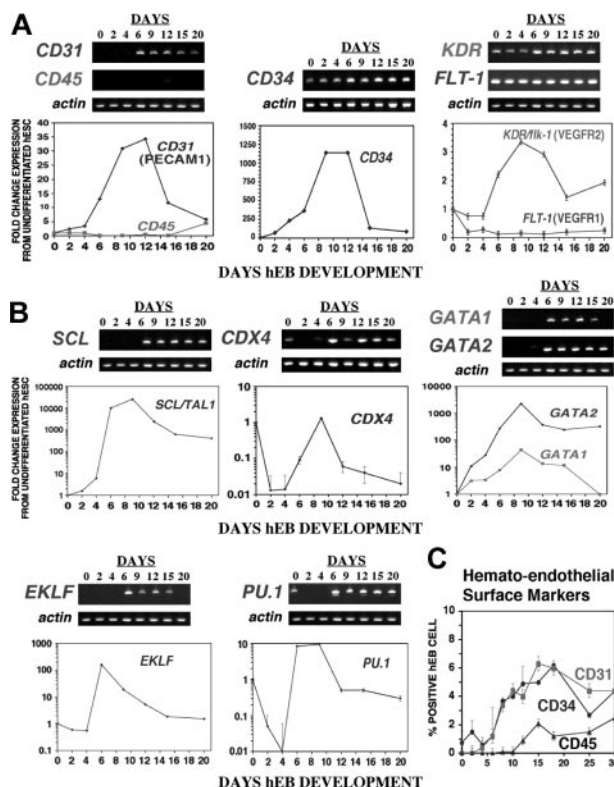 A
DAYS
0 2 4 6 9 12 15 20
CD31
CD45
actin
DAYS
0 2 4 6 9 12 15 20
CD34
actin
DAYS
0 2 4 6 9 12 15 20
KDR
FLT-1
actin
FOLD CHANGE EXPRESSION
FROM UNDIFFERENTIATED hESC
40
35
30
25
20
15
10
5
0
CD31
(PECAM1)
CD45
0 2 4 6 8 10 12 14 16 18 20
1500
1250
1000
750
500
250
0
CD34
0 2 4 6 8 10 12 14 16 18 20
4
3
2
1
0
KDR/flk-1 (VEGFR2)
FLT-1 (VEGFR1)
0 2 4 6 8 10 12 14 16 18 20
DAYS hEB DEVELOPMENT
B
DAYS
0 2 4 6 9 12 15 20
SCL
actin
DAYS
0 2 4 6 9 12 15 20
CDX4
actin
DAYS
0 2 4 6 9 12 15 20
GATA1
GATA2
actin
FOLD CHANGE EXPRESSION
FROM UNDIFFERENTIATED hESC
100000
10000
1000
100
10
1
SCL/TAL1
0 2 4 6 8 10 12 14 16 18 20
10
1
0.1
0.01
CDX4
0 2 4 6 8 10 12 14 16 18 20
10000
1000
100
10
1
GATA2
GATA1
0 2 4 6 8 10 12 14 16 18 20
DAYS hEB DEVELOPMENT
DAYS
0 2 4 6 9 12 15 20
EKLF
actin
DAYS
0 2 4 6 9 12 15 20
PU.1
actin
1000
100
10
1
0.1
EKLF
0 2 4 6 8 10 12 14 16 18 20
10
1
0.1
0.01
PU.1
0 2 4 6 8 10 12 14 16 18 20
DAYS hEB DEVELOPMENT
C
Hemato-endothelial
Surface Markers
% POSITIVE hEB CELL
10
8
6
4
2
0
CD31
CD34
CD45
0 5 10 15 20 25